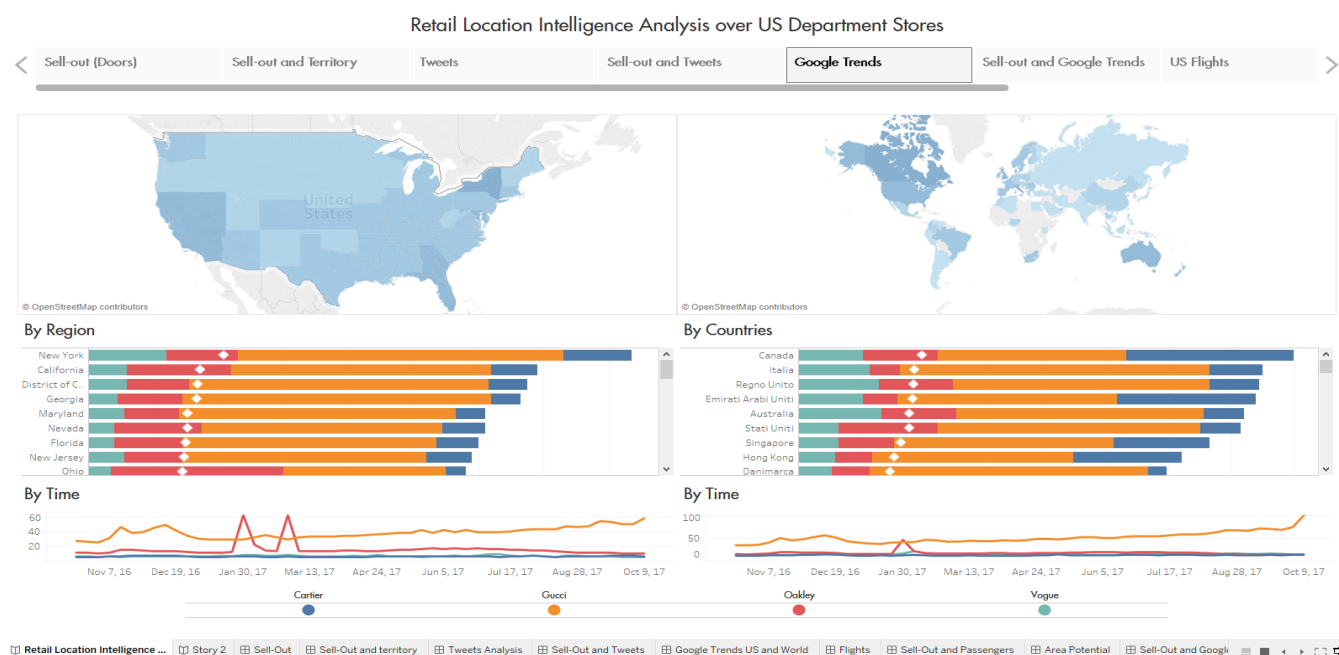 Retail Location Intelligence Analysis over US Department Stores
Sell-out (Doors) Sell-out and Territory Tweets Sell-out and Tweets Google Trends Sell-out and Google Trends US Flights
United
States
© OpenStreetMap contributors © OpenStreetMap contributors
By Region
New York
California
District of C..
Georgia
Maryland
Nevada
Florida
New Jersey
Ohio
By Countries
Canada
Italia
Regno Unito
Emirati Arabi Uniti
Australia
Stati Uniti
Singapore
Hong Kong
Danimarca
By Time
60
40
20
Nov 7, 16 Dec 19, 16 Jan 30, 17 Mar 13, 17 Apr 24, 17 Jun 5, 17 Jul 17, 17 Aug 28, 17 Oct 9, 17
By Time
100
50
0
Nov 7, 16 Dec 19, 16 Jan 30, 17 Mar 13, 17 Apr 24, 17 Jun 5, 17 Jul 17, 17 Aug 28, 17 Oct 9, 17
Cartier Gucci Oakley Vogue
Retail Location Intelligence ... Story 2 Sell-Out Sell-Out and territory Tweets Analysis Sell-Out and Tweets Google Trends US and World Flights Sell-Out and Passengers Area Potential Sell-Out and Google